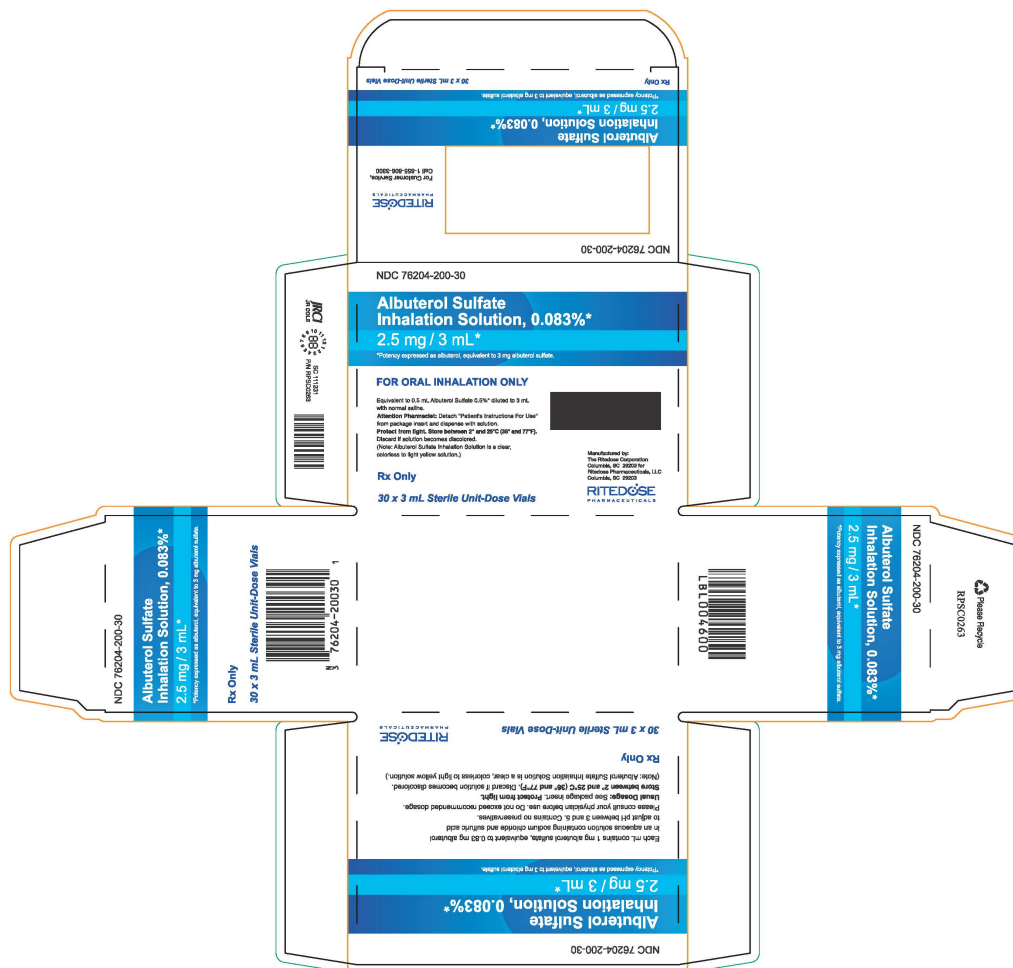 30 x 3 mL Sterile Unit-Dose Vials
Rx Only
*Potency expressed as albuterol, equivalent to 3 mg albuterol sulfate.
2.5 mg / 3 mL*
Inhalation Solution, 0.083%*
Albuterol Sulfate
For Customer Service,
Call 1-855-806-3300
RITEDOSE
PHARMACEUTICALS
NDC 76204-200-30
NDC 76204-200-30
Albuterol Sulfate
Inhalation Solution, 0.083%*
2.5 mg / 3 mL*
*Potency expressed as albuterol, equivalent to 3 mg albuterol sulfate.
FOR ORAL INHALATION ONLY
Equivalent to 0.5 mL Albuterol Sulfate 0.5%* diluted to 3 mL
with normal saline.
Attention Pharmacist: Detach "Patient's Instructions For Use"
from package insert and dispense with solution.
Protect from light. Store between 2° and 25°C (36° and 77°F).
Discard if solution becomes discolored.
(Note: Albuterol Sulfate Inhalation Solution is a clear,
colorless to light yellow solution.)
Rx Only
30 x 3 mL Sterile Unit-Dose Vials
Manufactured by:
The Ritedose Corporation
Columbia, SC 29203 for
Ritedose Pharmaceuticals, LLC
Columbia, SC 29203
RITEDOSE
PHARMACEUTICALS
JRC
JR COLE
SC 111231
P/N RPSC0263
NDC 76204-200-30
Albuterol Sulfate
Inhalation Solution, 0.083%*
2.5 mg / 3 mL*
*Potency expressed as albuterol, equivalent to 3 mg albuterol sulfate.
Rx Only
30 x 3 mL Sterile Unit-Dose Vials
76204-20030 1
LBL004600
NDC 76204-200-30
Albuterol Sulfate
Inhalation Solution, 0.083%*
2.5 mg / 3 mL*
*Potency expressed as albuterol, equivalent to 3 mg albuterol sulfate.
Please Recycle
RPSC0263
NDC 76204-200-30
Albuterol Sulfate
Inhalation Solution, 0.083%*
2.5 mg / 3 mL*
*Potency expressed as albuterol, equivalent to 3 mg albuterol sulfate.
Each mL contains 1 mg albuterol sulfate, equivalent to 0.83 mg albuterol
in an aqueous solution containing sodium chloride and sulfuric acid
to adjust pH between 3 and 5. Contains no preservatives.
Please consult your physician before use. Do not exceed recommended dosage.
Usual Dosage: See package insert. Protect from light.
Store between 2° and 25°C (36° and 77°F). Discard if solution becomes discolored.
(Note: Albuterol Sulfate Inhalation Solution is a clear, colorless to light yellow solution.)
Rx Only
30 x 3 mL Sterile Unit-Dose Vials
RITEDOSE
PHARMACEUTICALS